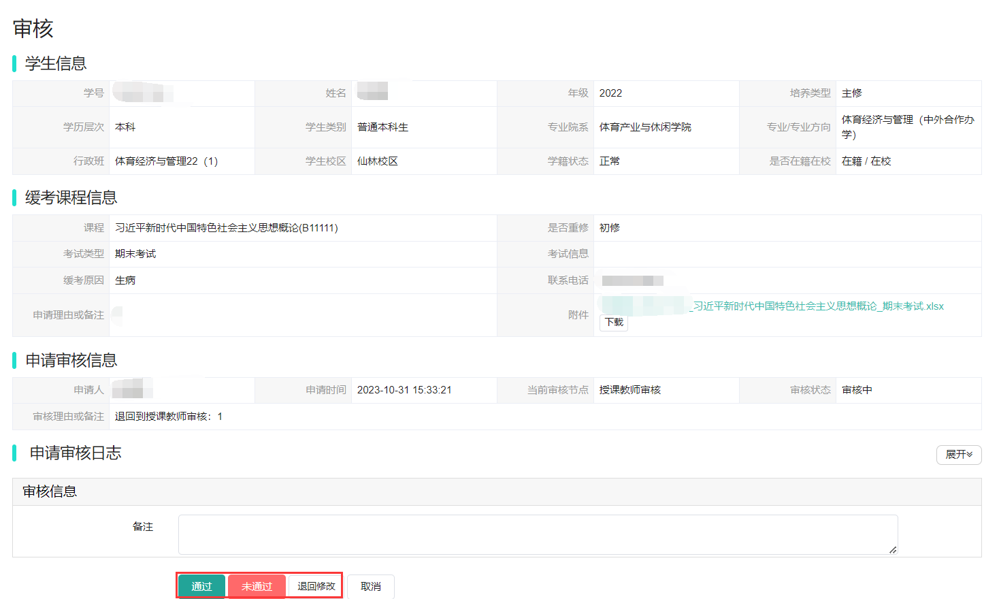 审核
学生信息
学号 姓名 年级 2022 培养类型 主修
学历层次 本科 学生类别 普通本科生 专业院系 体育产业与休闲学院 专业/专业方向 体育经济与管理（中外合作办
学）
行政班 体育经济与管理22（1） 学生校区 仙林校区 学籍状态 正常 是否在籍在校 在籍 / 在校
缓考课程信息
课程 习近平新时代中国特色社会主义思想概论(B11111) 是否重修 初修
考试类型 期末考试 考试信息
缓考原因 生病 联系电话
申请理由或备注 附件 _习近平新时代中国特色社会主义思想概论_期末考试.xlsx
下载
申请审核信息
申请人 申请时间 2023-10-31 15:33:21 当前审核节点 授课教师审核 审核状态 审核中
审核理由或备注 退回到授课教师审核：1
申请审核日志 展开
审核信息
备注
通过 未通过 退回修改 取消